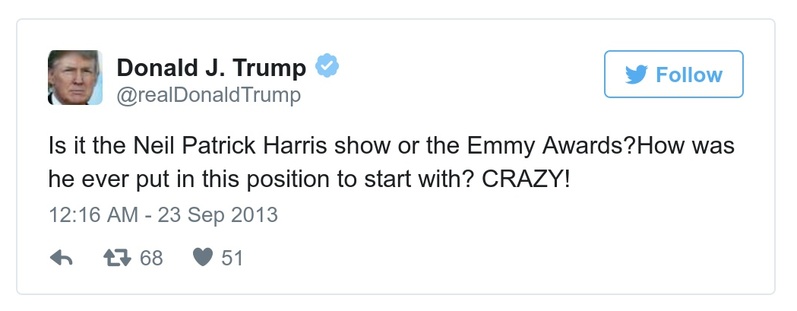 Donald J. Trump
@realDonaldTrump
Follow
Is it the Neil Patrick Harris show or the Emmy Awards?How was
he ever put in this position to start with? CRAZY!
12:16 AM - 23 Sep 2013
68 51